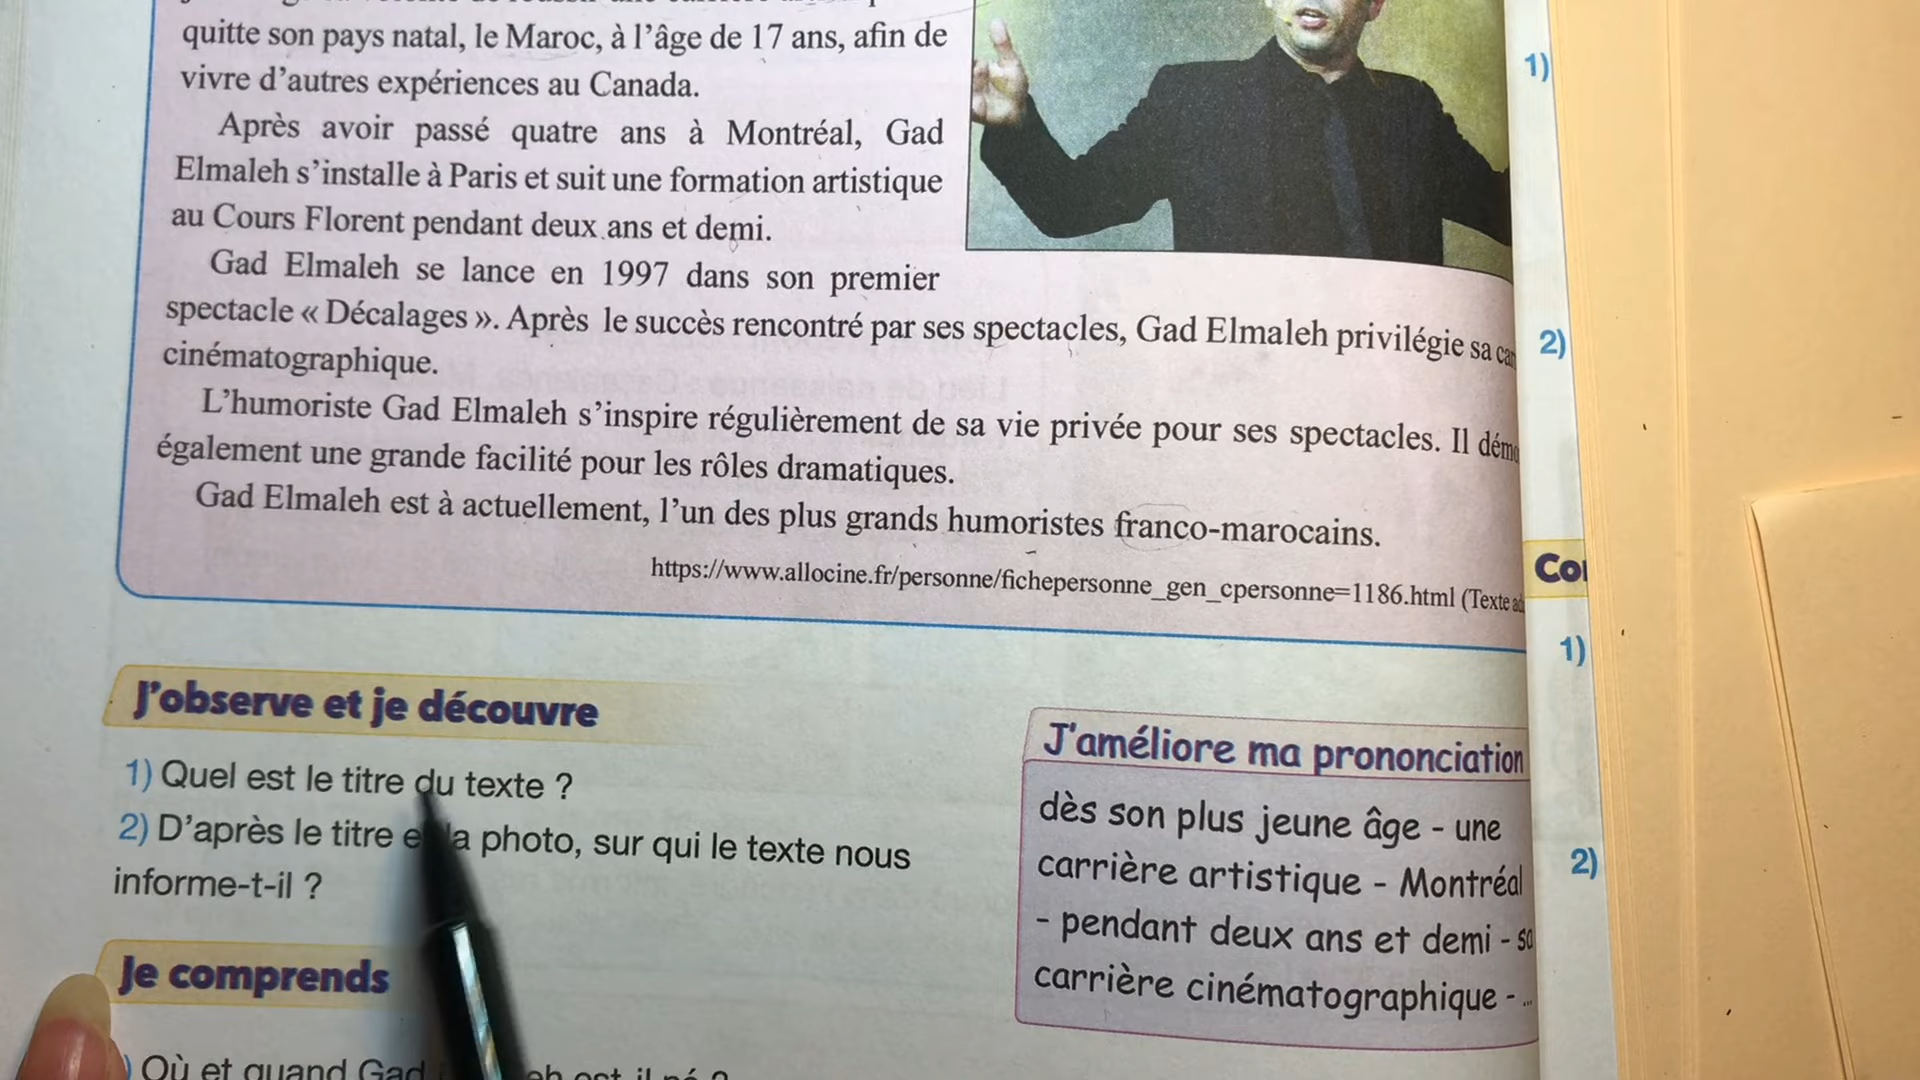 quitte son pays natal, le Maroc, à l'âge de 17 ans, afin de
vivre d'autres expériences au Canada.
Après avoir passé quatre ans à Montréal, Gad
Elmaleh s'installe à Paris et suit une formation artistique
au Cours Florent pendant deux ans et demi.
Gad Elmaleh se lance en 1997 dans son premier
spectacle « Décalages ». Après le succès rencontré par ses spectacles, Gad Elmaleh privilégie sa
cinématographique.
L'humoriste Gad Elmaleh s'inspire régulièrement de sa vie privée pour ses spectacles. Il
également une grande facilité pour les rôles dramatiques.
Gad Elmaleh est à actuellement, l'un des plus grands humoristes franco-marocains.
https://www.allocine.fr/personne/fichepersonne_gen_cpersonne=1186.html (Texte
J'observe et je découvre
1) Quel est le titre du texte ?
2) D'après le titre et la photo, sur qui le texte nous
informe-t-il ?
Je comprends
Où et quand Gad est il né ?
J'améliore ma prononciation
dès son plus jeune âge - une
carrière artistique - Montréal
- pendant deux ans et demi - sa
carrière cinématographique - ...
1)
2)
1)
2)